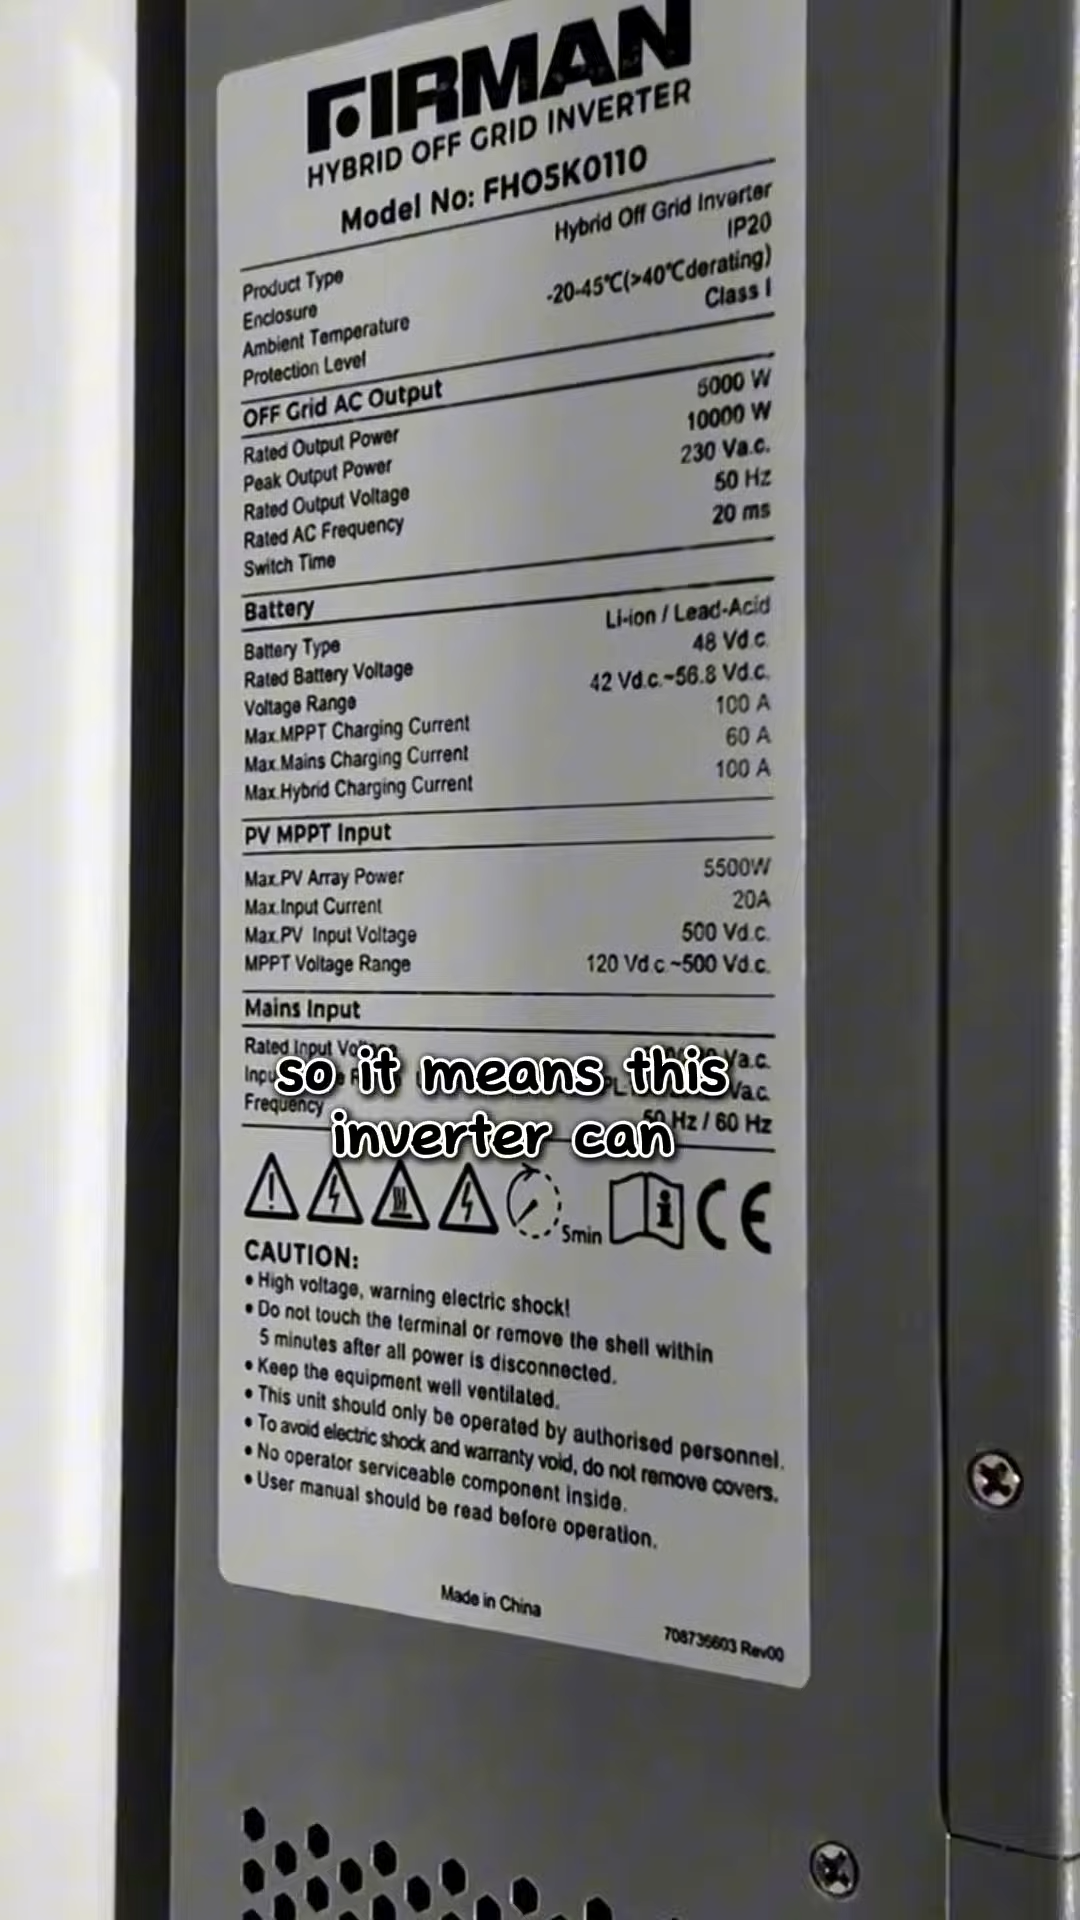 FIRMAN
HYBRID OFF GRID INVERTER
Model No: FH05K0110
Product Type Hybrid Off Grid Inverter
Enclosure IP20
Ambient Temperature -20-45℃(>40℃derating)
Protection Level Class I
OFF Grid AC Output
Rated Output Power 5000 W
Peak Output Power 10000 W
Rated Output Voltage 230 Va.c.
Rated AC Frequency 50 Hz
Switch Time 20 ms
Battery
Battery Type Li-ion / Lead-Acid
Rated Battery Voltage 48 Vd.c.
Voltage Range 42 Vd.c.~56.8 Vd.c.
Max.MPPT Charging Current 100 A
Max.Mains Charging Current 60 A
Max.Hybrid Charging Current 100 A
PV MPPT Input
Max.PV Array Power 5500W
Max.Input Current 20A
Max.PV Input Voltage 500 Vd.c.
MPPT Voltage Range 120 Vd.c.~500 Vd.c.
Mains Input
Rated Input Va.c.
so it means this
Va.c.
Frequency 50 Hz / 60 Hz
inverter can
5min CE
CAUTION:
• High voltage, warning electric shock!
• Do not touch the terminal or remove the shell within
5 minutes after all power is disconnected.
• Keep the equipment well ventilated.
• This unit should only be operated by authorised personnel.
• To avoid electric shock and warranty void, do not remove covers.
• No operator serviceable component inside.
• User manual should be read before operation.
Made in China
708736603 Rev00